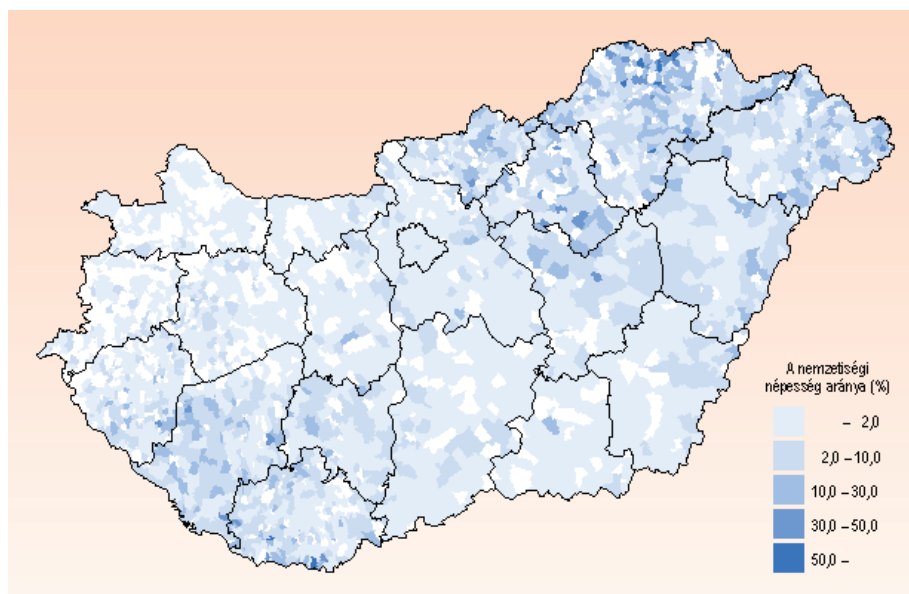 A nemzetiségi
népesség aránya (%)
– 2,0
2,0 – 10,0
10,0 – 30,0
30,0 – 50,0
50,0 –